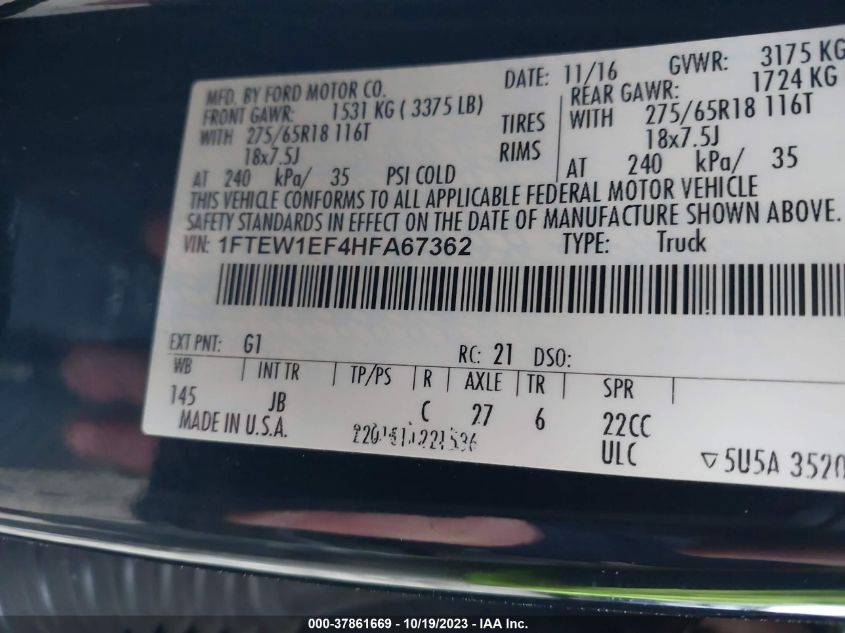 MFD. BY FORD MOTOR CO. DATE: 11/16 GVWR: 3175 KG
FRONT GAWR: 1531 KG ( 3375 LB) REAR GAWR: 1724 KG
WITH 275/65R18 116T TIRES WITH 275/65R18 116T
18x7.5J RIMS 18x7.5J
AT 240 kPa/ 35 PSI COLD AT 240 kPa/ 35
THIS VEHICLE CONFORMS TO ALL APPLICABLE FEDERAL MOTOR VEHICLE
SAFETY STANDARDS IN EFFECT ON THE DATE OF MANUFACTURE SHOWN ABOVE.
VIN: 1FTEW1EF4HFA67362 TYPE: Truck
EXT PNT: G1 RC: 21 DSO:
WB INT TR TP/PS R AXLE TR SPR
145 JB C 27 6 22CC
MADE IN U.S.A. ULC 5U5A 3520
000-37861669 - 10/19/2023 - IAA Inc.